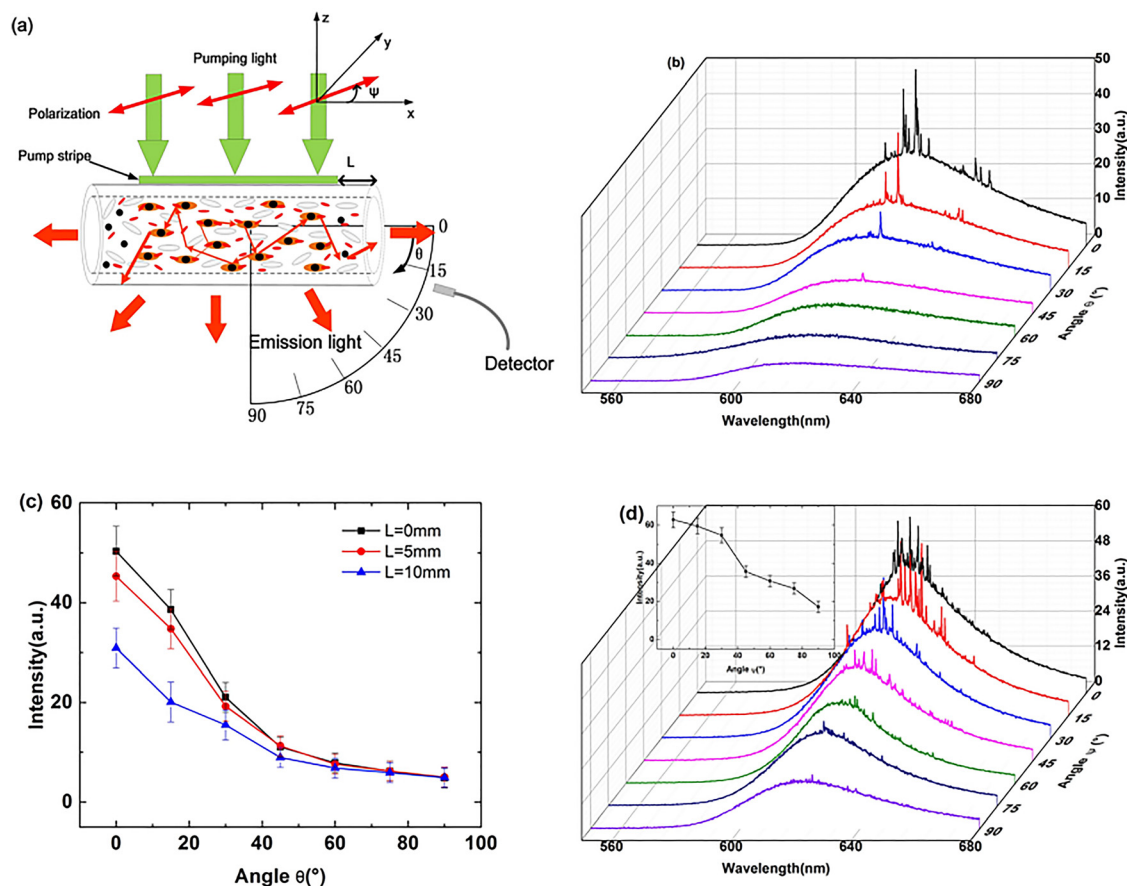 (a)
z
y
Pumping light
ψ
x
Polarization
Pump stripe
L
0
θ
15
30
45
60
75
90
Emission light
Detector
(b)
50
40
30
20
10
0
Intensity(a.u.)
0
15
30
45
60
75
90
Angle θ (°)
560
600
640
680
Wavelength(nm)
(c)
60
40
20
0
Intensity(a.u.)
L=0mm
L=5mm
L=10mm
0
20
40
60
80
100
Angle θ(°)
(d)
60
40
20
0
Intensity(a.u.)
0
20
40
60
80
100
Angle ψ(°)
60
48
36
24
12
0
Intensity(a.u.)
0
15
30
45
60
75
90
Angle ψ (°)
560
600
640
680
Wavelength(nm)